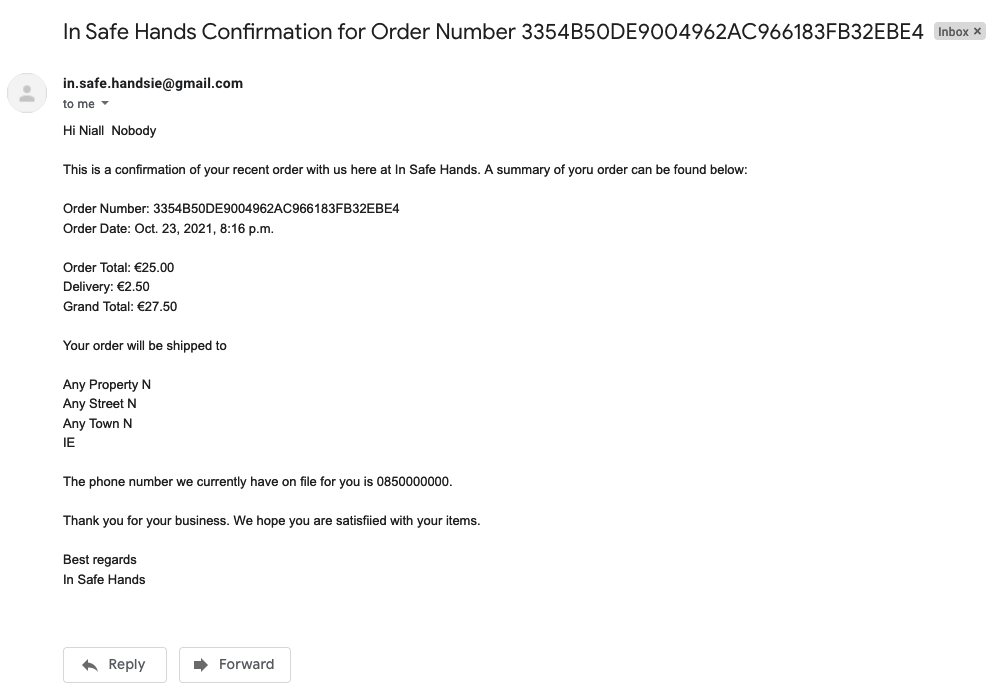 In Safe Hands Confirmation for Order Number 3354B50DE9004962AC966183FB32EBE4 Inbox ×
in.safe.handsie@gmail.com
to me
Hi Niall  Nobody
This is a confirmation of your recent order with us here at In Safe Hands. A summary of yoru order can be found below:
Order Number: 3354B50DE9004962AC966183FB32EBE4
Order Date: Oct. 23, 2021, 8:16 p.m.
Order Total: €25.00
Delivery: €2.50
Grand Total: €27.50
Your order will be shipped to
Any Property N
Any Street N
Any Town N
IE
The phone number we currently have on file for you is 0850000000.
Thank you for your business. We hope you are satisfiied with your items.
Best regards
In Safe Hands
Reply Forward